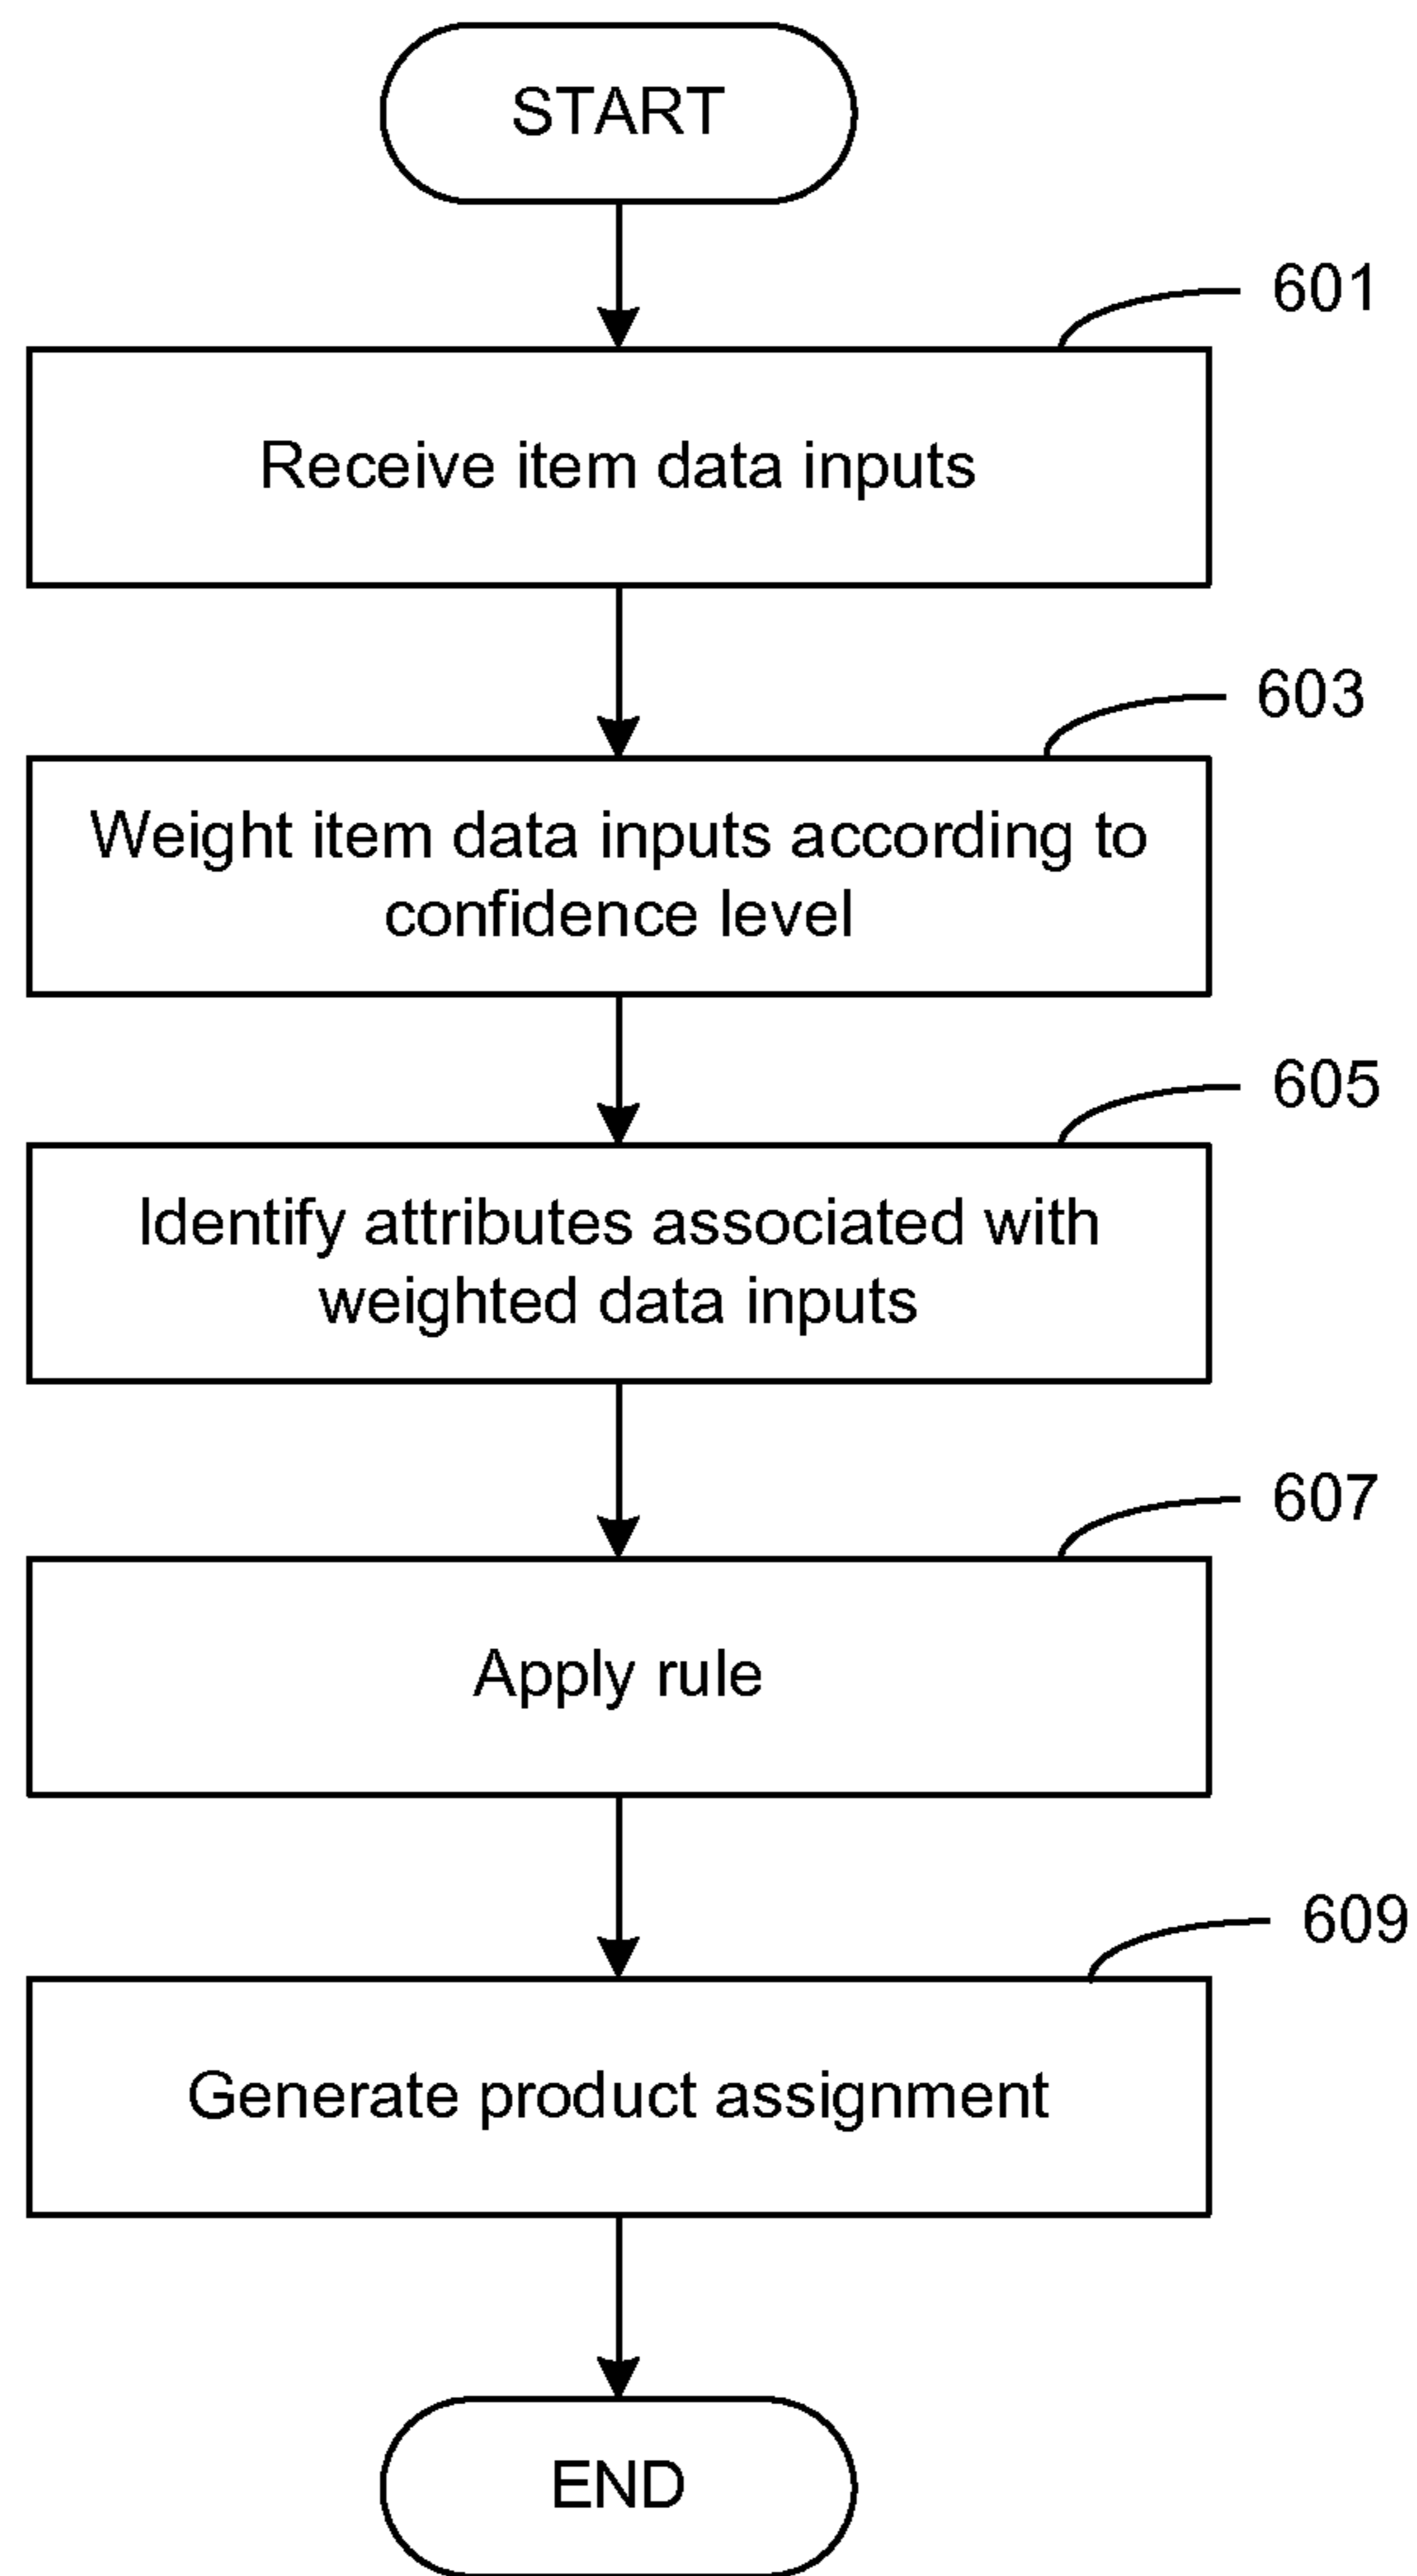 START
601
Receive item data inputs
603
Weight item data inputs according to
confidence level
605
Identify attributes associated with
weighted data inputs
607
Apply rule
609
Generate product assignment
END